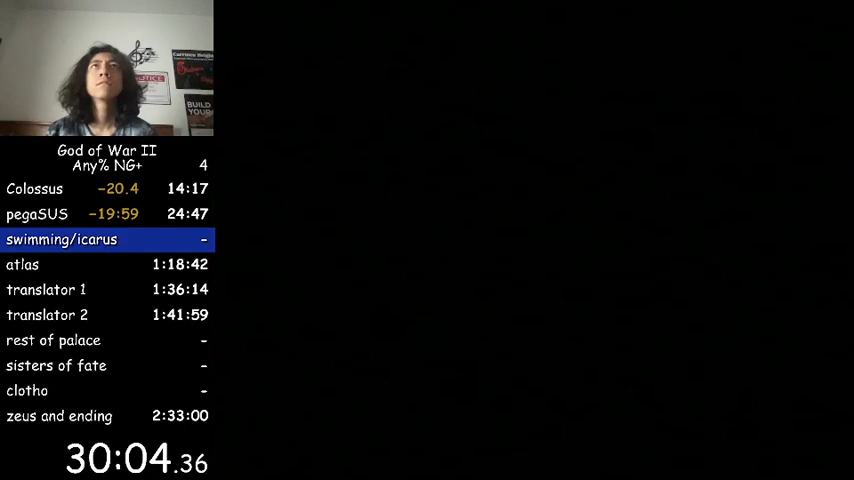 NOTICE
BUILD
YOUR
God of War II
Any% NG+ 4
Colossus -20.4 14:17
pegaSUS -19:59 24:47
swimming/icarus -
atlas 1:18:42
translator 1 1:36:14
translator 2 1:41:59
rest of palace -
sisters of fate -
clotho -
zeus and ending 2:33:00
30:04.36